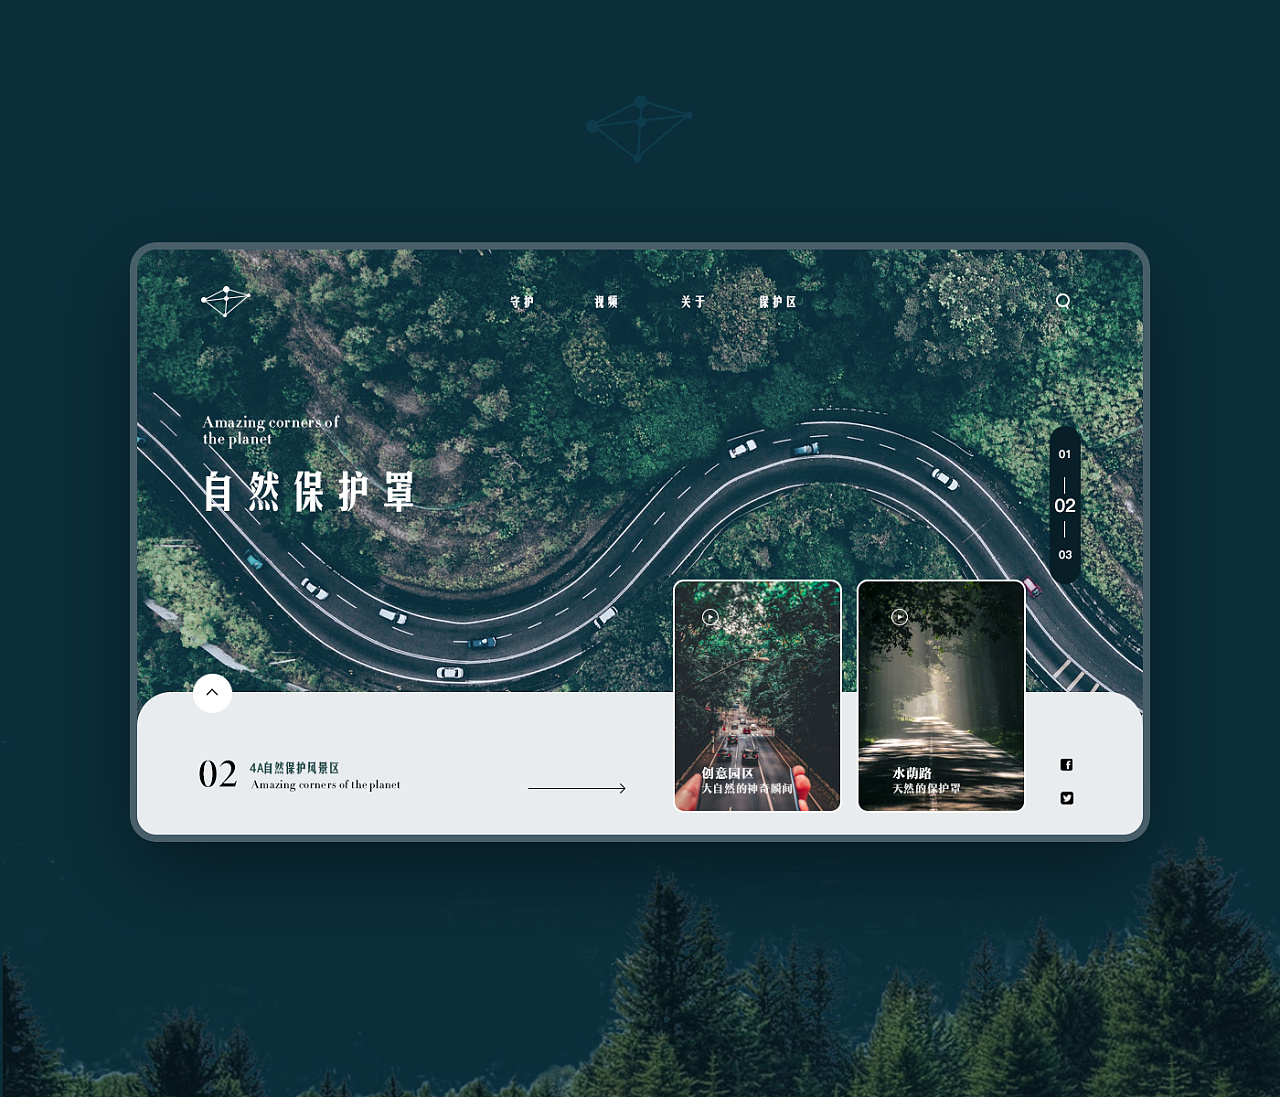 守护
视频
关于
保护区
Amazing corners of
the planet
自然保护罩
01
02
03
02
4A自然保护风景区
Amazing corners of the planet
创意园区
大自然的神奇瞬间
水荫路
天然的保护罩